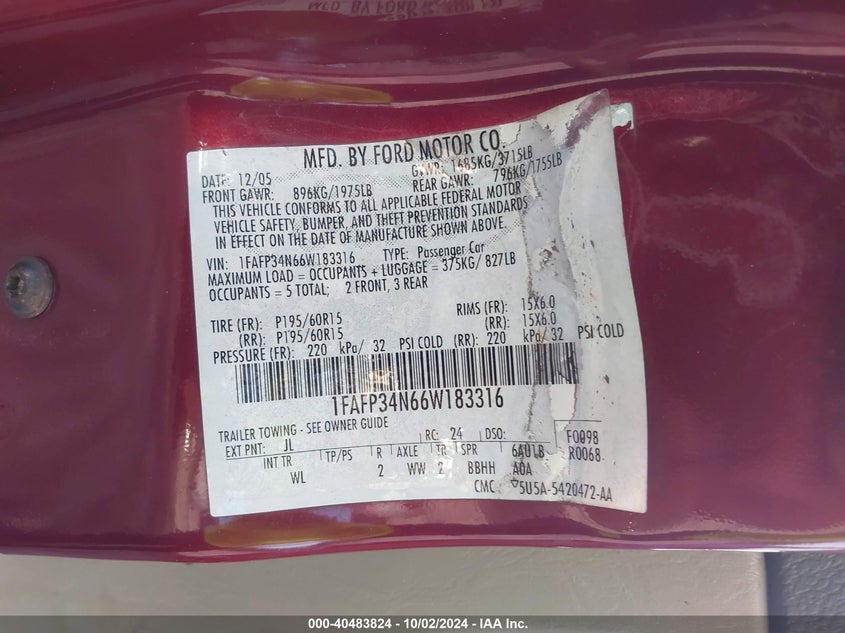 MFD. BY FORD MOTOR CO.
DATE: 12/05 GVWR: 1685KG/3715LB
FRONT GAWR: 896KG/1975LB REAR GAWR: 796KG/1755LB
THIS VEHICLE CONFORMS TO ALL APPLICABLE FEDERAL MOTOR
VEHICLE SAFETY, BUMPER, AND THEFT PREVENTION STANDARDS
IN EFFECT ON THE DATE OF MANUFACTURE SHOWN ABOVE.
VIN: 1FAFP34N66W183316 TYPE: Passenger Car
MAXIMUM LOAD = OCCUPANTS + LUGGAGE = 375KG/ 827LB
OCCUPANTS = 5 TOTAL; 2 FRONT, 3 REAR
TIRE (FR): P195/60R15 RIMS (FR): 15X6.0
(RR): P195/60R15 (RR): 15X6.0
PRESSURE (FR): 220 kPa/ 32 PSI COLD (RR): 220 kPa/ 32 PSI COLD
1FAFP34N66W183316
TRAILER TOWING - SEE OWNER GUIDE
EXT PNT: JL RC: 24 DSO: F0098
INT TR TP/PS R AXLE TR SPR R0068
WL 2 WW 2 BBHH
CMC 5U5A-5420472-AA
000-40483824 - 10/02/2024 - IAA Inc.